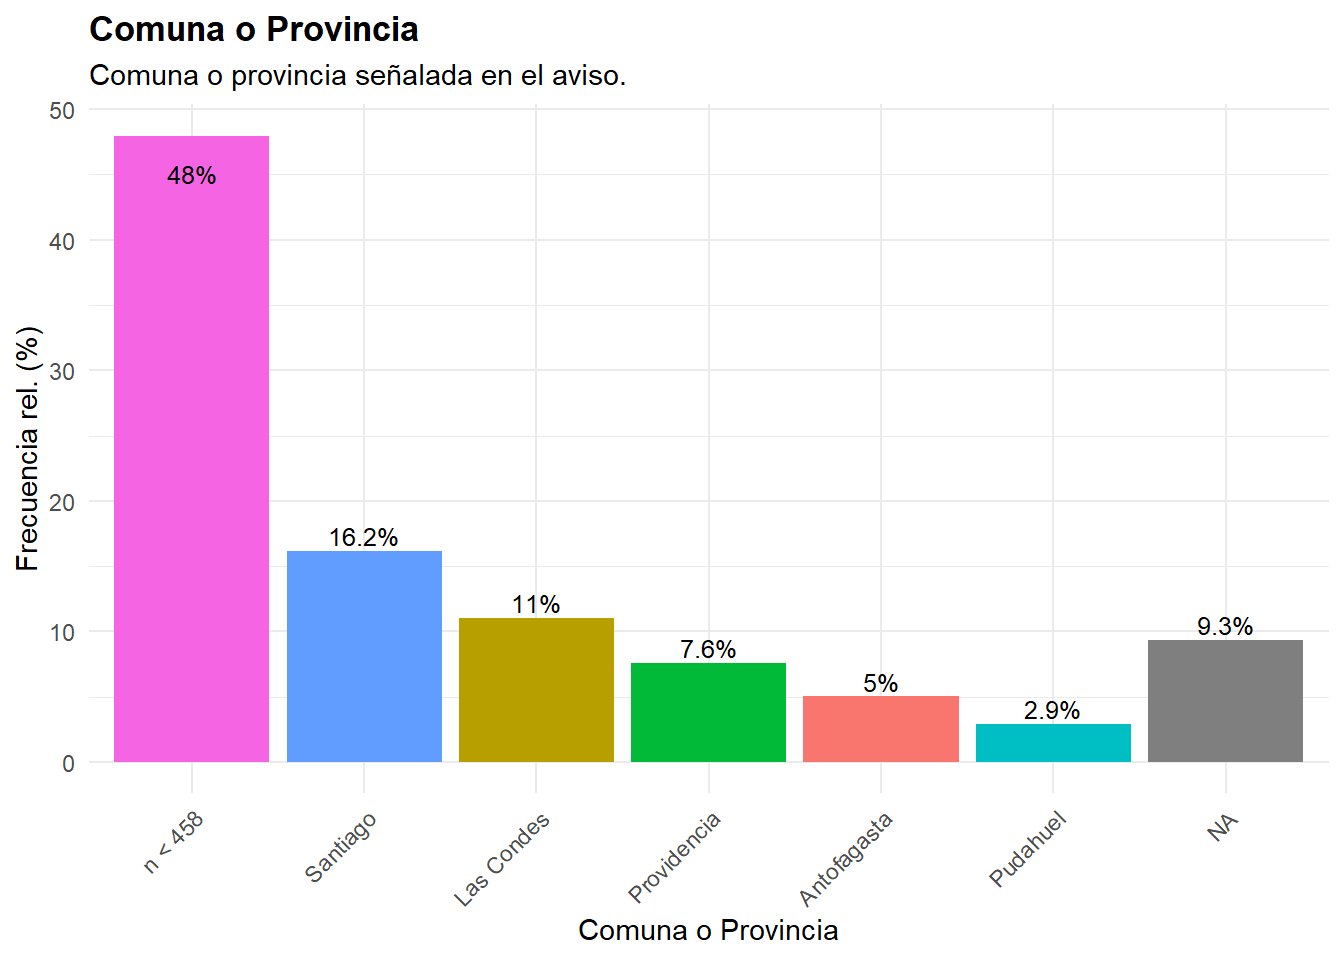 Comuna o Provincia
Comuna o provincia señalada en el aviso.
Frecuencia rel. (%)
50
40
30
20
10
0
48%
16.2%
11%
7.6%
5%
2.9%
9.3%
n < 458
Santiago
Las Condes
Providencia
Antofagasta
Pudahuel
NA
Comuna o Provincia